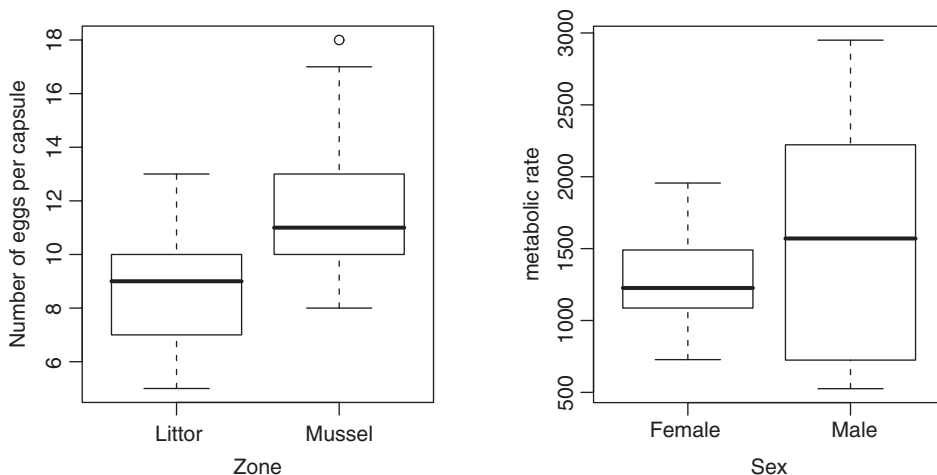 Number of eggs per capsule
18
16
14
12
10
8
6
Littor
Mussel
Zone
metabolic rate
3000
2500
2000
1500
1000
500
Female
Male
Sex